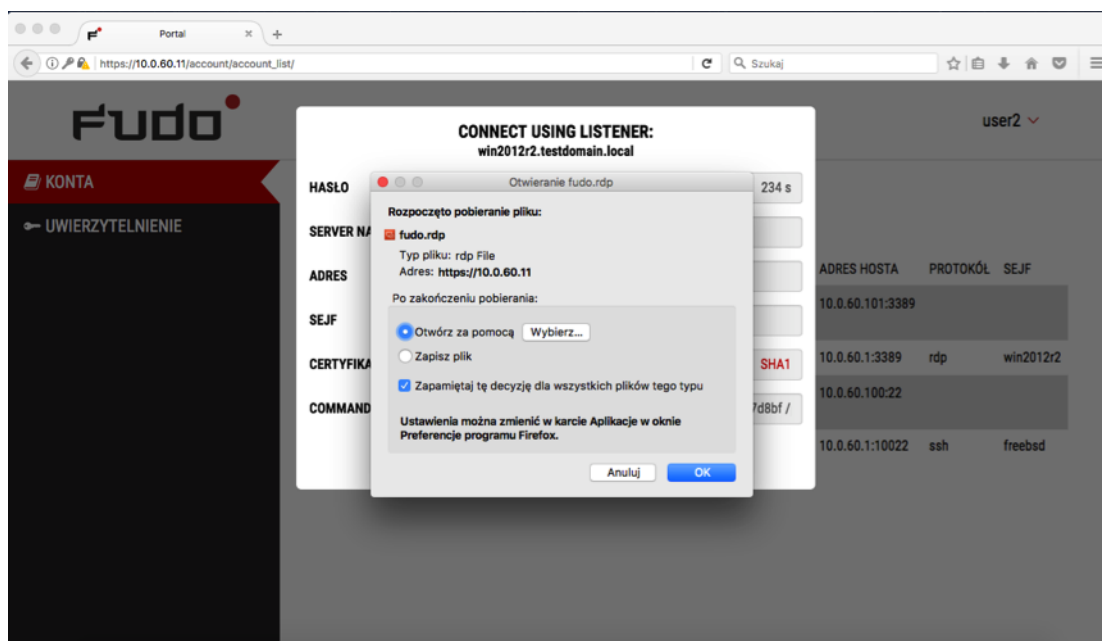 Portal
https://10.0.60.11/account/account_list/
Szukaj
FUDO
user2
KONTA
UWIERZYTELNIENIE
CONNECT USING LISTENER:
win2012r2.testdomain.local
HASŁO
234 s
SERVER NA
ADRES
SEJF
CERTYFIKA
SHA1
COMMAND
7d8bf /
Otwieranie fudo.rdp
Rozpoczęto pobieranie pliku:
fudo.rdp
Typ pliku: rdp File
Adres: https://10.0.60.11
Po zakończeniu pobierania:
Otwórz za pomocą
Wybierz...
Zapisz plik
Zapamiętaj tę decyzję dla wszystkich plików tego typu
Ustawienia można zmienić w karcie Aplikacje w oknie
Preferencje programu Firefox.
Anuluj
OK
ADRES HOSTA PROTOKÓŁ SEJF
10.0.60.101:3389
10.0.60.1:3389 rdp win2012r2
10.0.60.100:22
10.0.60.1:10022 ssh freebsd